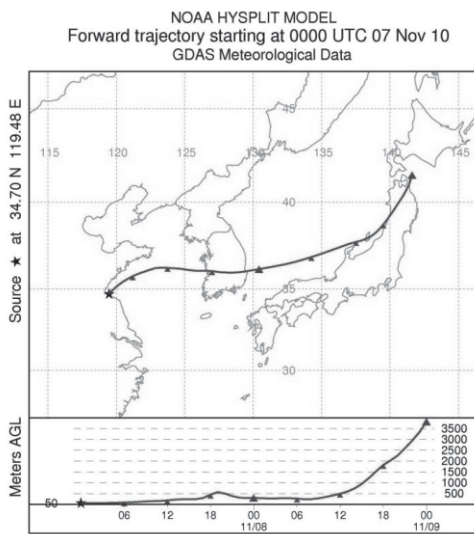 NOAA HYSPLIT MODEL
Forward trajectory starting at 0000 UTC 07 Nov 10
GDAS Meteorological Data
Source ★ at 34.70 N 119.48 E
45
115 120 125 130 135 140 145
40
35
30
Meters AGL
3500
3000
2500
2000
1500
1000
500
50
06 12 18 00 06 12 18 00
11/08 11/09